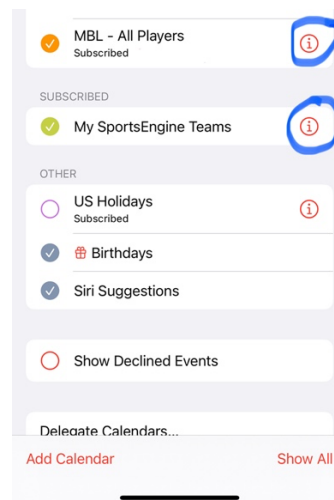 MBL - All Players
Subscribed
SUBSCRIBED
My SportsEngine Teams
OTHER
US Holidays
Subscribed
Birthdays
Siri Suggestions
Show Declined Events
Delegate Calendars...
Add Calendar
Show All